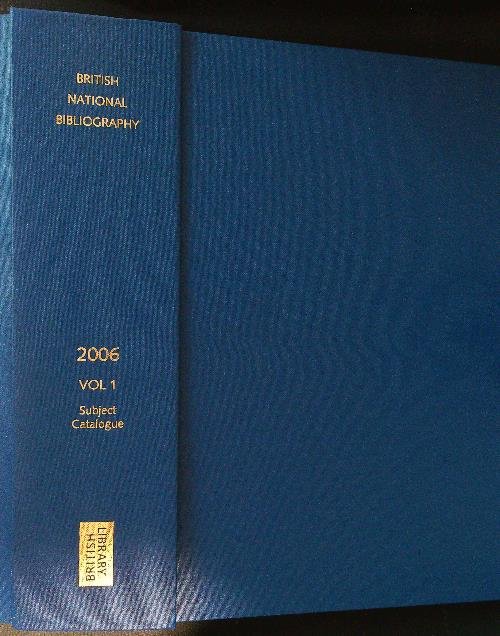 BRITISH
NATIONAL
BIBLIOGRAPHY
2006
VOL 1
Subject
Catalogue
BRITISH
LIBRARY